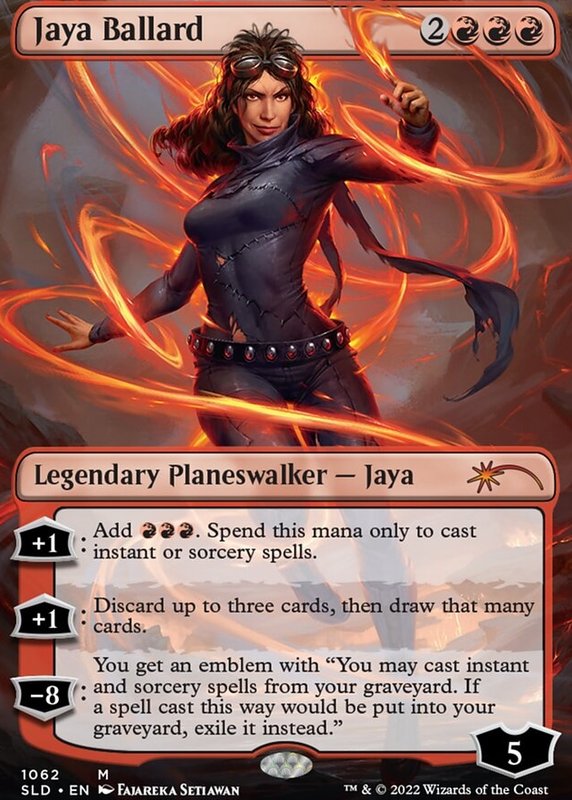 Jaya Ballard 2
Legendary Planeswalker — Jaya
+1 : Add . Spend this mana only to cast
instant or sorcery spells.
+1 : Discard up to three cards, then draw that many
cards.
−8 : You get an emblem with “You may cast instant
and sorcery spells from your graveyard. If
a spell cast this way would be put into your
graveyard, exile it instead.”
5
1062 M
SLD • EN Fajareka Setiawan
™ & © 2022 Wizards of the Coast